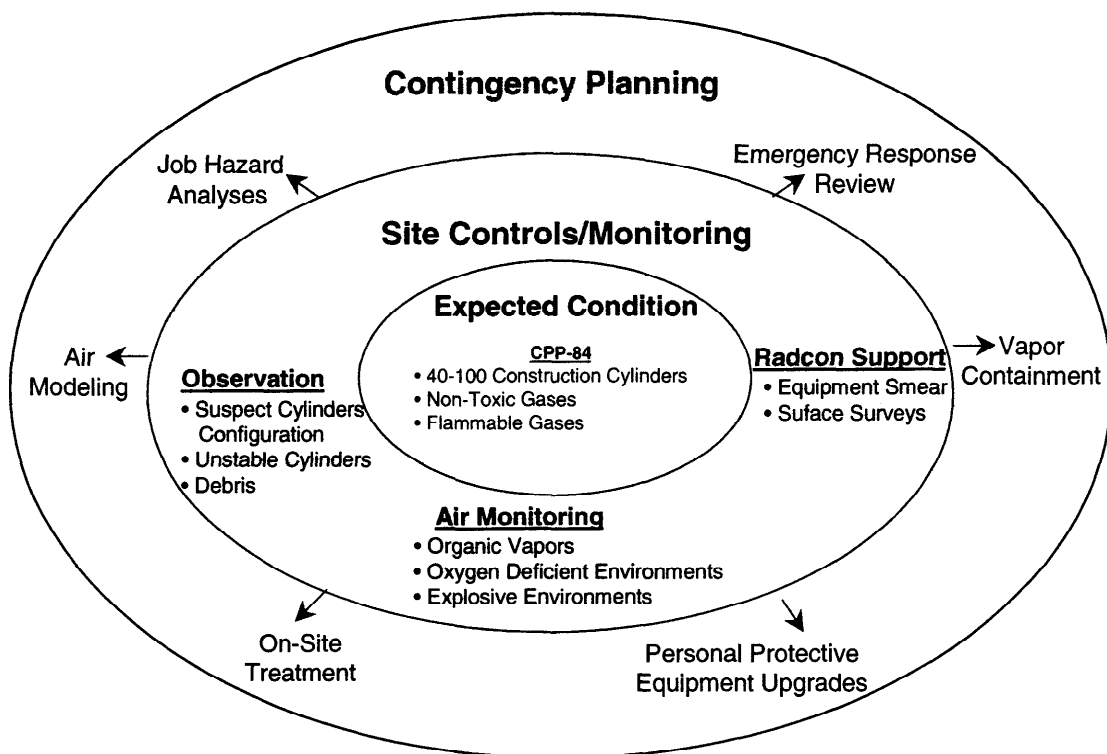 Contingency Planning
Job Hazard
Analyses
Emergency Response
Review
Site Controls/Monitoring
Expected Condition
CPP-84
• 40-100 Construction Cylinders
• Non-Toxic Gases
• Flammable Gases
Air
Modeling
Observation
• Suspect Cylinders
Configuration
• Unstable Cylinders
• Debris
Radcon Support
• Equipment Smear
• Suface Surveys
Vapor
Containment
Air Monitoring
• Organic Vapors
• Oxygen Deficient Environments
• Explosive Environments
On-Site
Treatment
Personal Protective
Equipment Upgrades